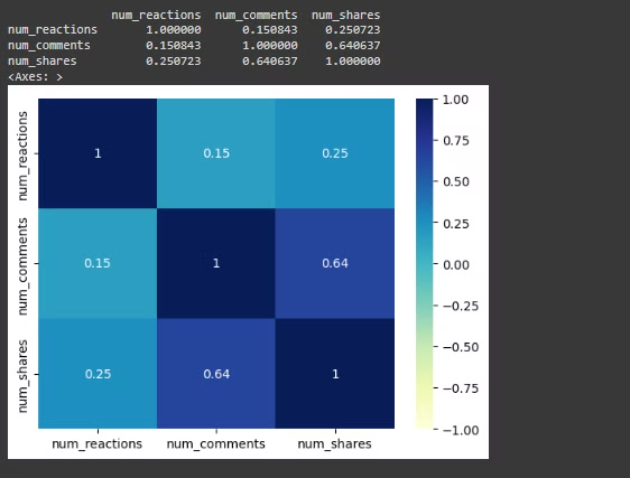 num_reactions num_comments num_shares
num_reactions 1.000000 0.150843 0.250723
num_comments 0.150843 1.000000 0.640637
num_shares 0.250723 0.640637 1.000000
<Axes: >
num_reactions
num_comments
num_shares
1 0.15 0.25
0.15 1 0.64
0.25 0.64 1
num_reactions num_comments num_shares
1.00
0.75
0.50
0.25
0.00
−0.25
−0.50
−0.75
−1.00